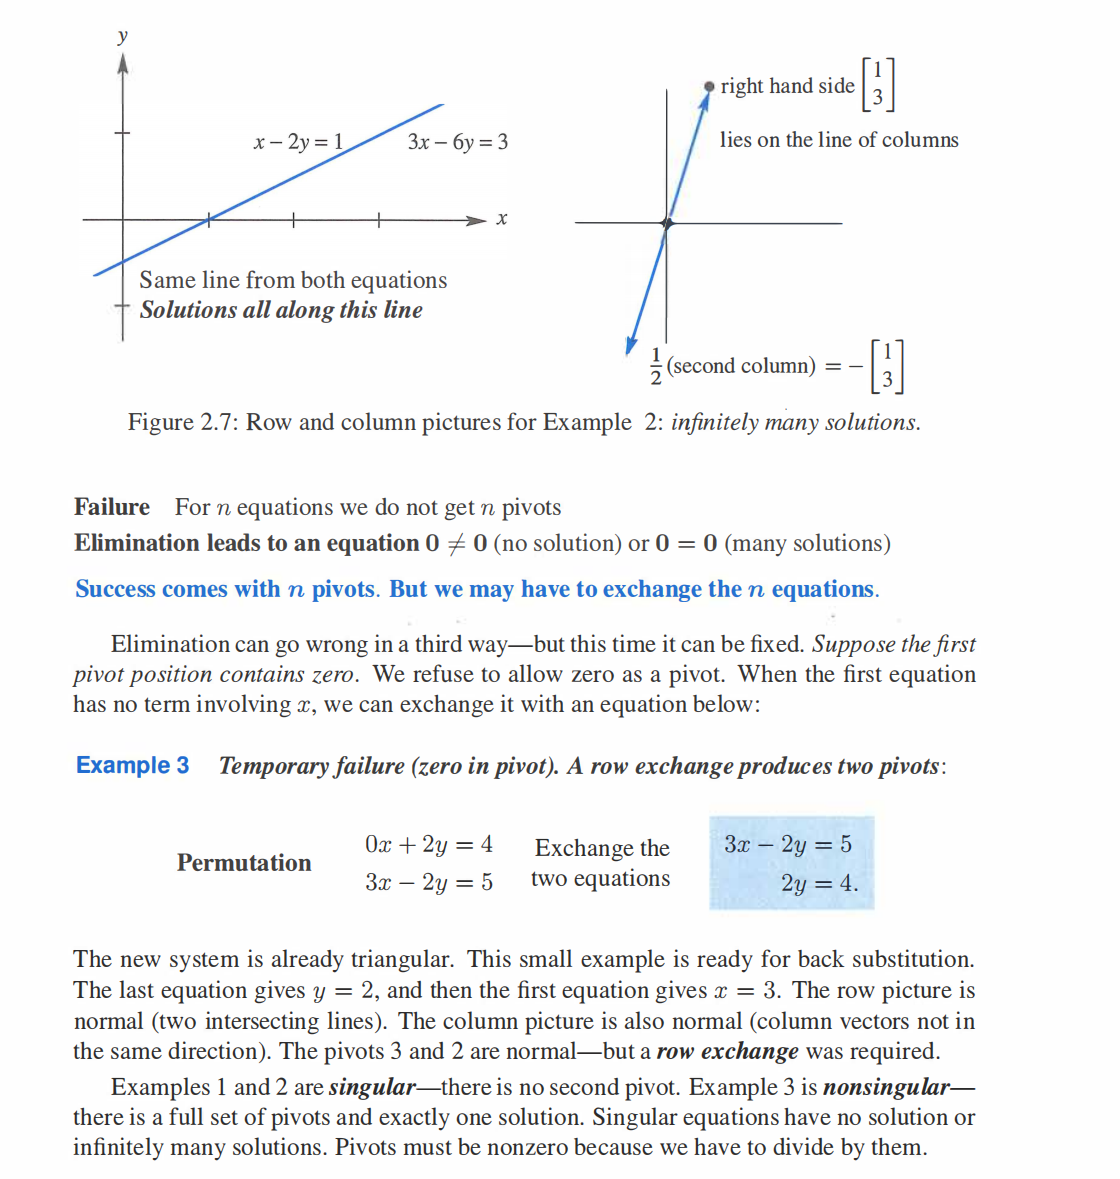 y
x − 2y = 1
3x − 6y = 3
x
Same line from both equations
Solutions all along this line
right hand side [1 3]
lies on the line of columns
1/2 (second column) = − [1 3]
Figure 2.7: Row and column pictures for Example 2: infinitely many solutions.
Failure For n equations we do not get n pivots
Elimination leads to an equation 0 ≠ 0 (no solution) or 0 = 0 (many solutions)
Success comes with n pivots. But we may have to exchange the n equations.
Elimination can go wrong in a third way—but this time it can be fixed. Suppose the first
pivot position contains zero. We refuse to allow zero as a pivot. When the first equation
has no term involving x, we can exchange it with an equation below:
Example 3 Temporary failure (zero in pivot). A row exchange produces two pivots:
Permutation
0x + 2y = 4
3x − 2y = 5
Exchange the
two equations
3x − 2y = 5
2y = 4.
The new system is already triangular. This small example is ready for back substitution.
The last equation gives y = 2, and then the first equation gives x = 3. The row picture is
normal (two intersecting lines). The column picture is also normal (column vectors not in
the same direction). The pivots 3 and 2 are normal—but a row exchange was required.
Examples 1 and 2 are singular—there is no second pivot. Example 3 is nonsingular—
there is a full set of pivots and exactly one solution. Singular equations have no solution or
infinitely many solutions. Pivots must be nonzero because we have to divide by them.